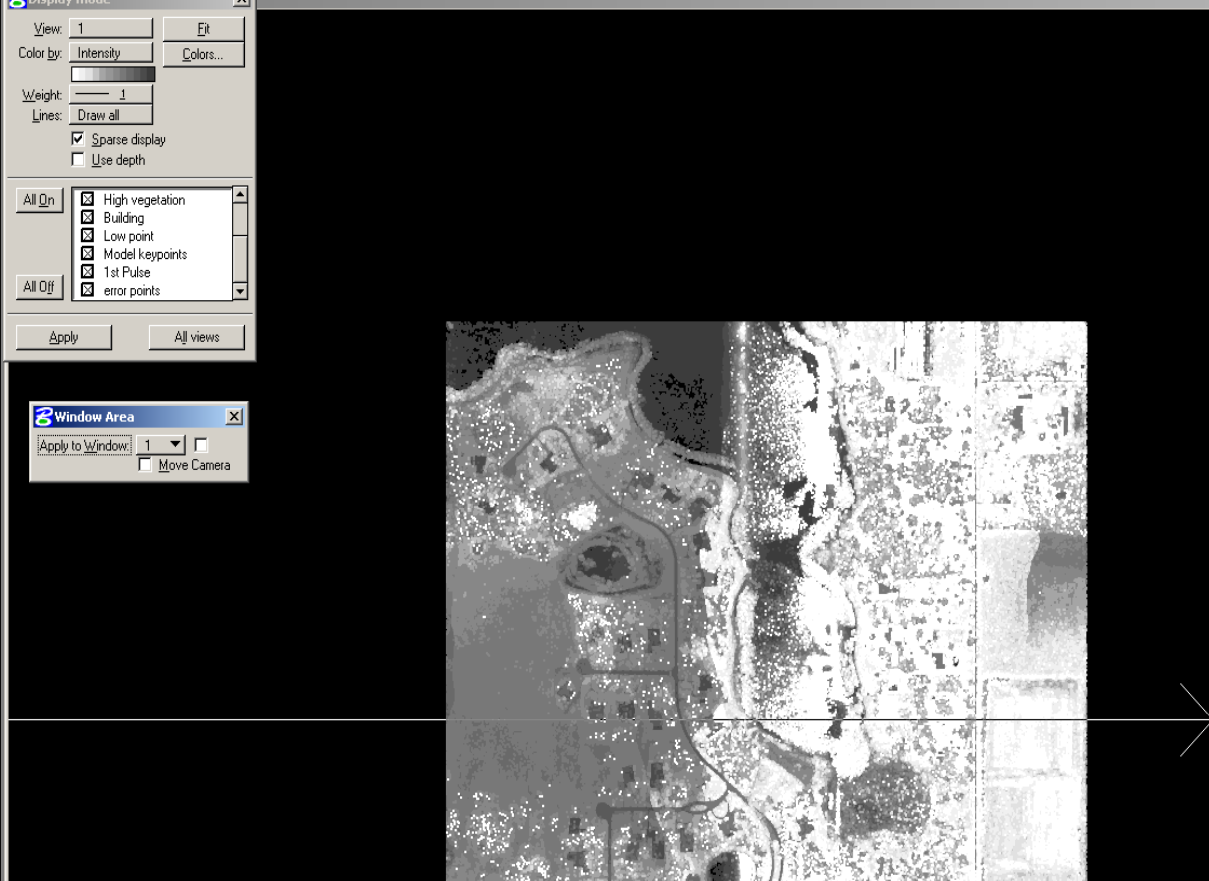 Display mode
View: 1 Fit
Color by: Intensity Colors...
Weight: 1
Lines: Draw all
Sparse display
Use depth
All On
High vegetation
Building
Low point
Model keypoints
1st Pulse
All Off
error points
Apply All views
Window Area
Apply to Window: 1
Move Camera